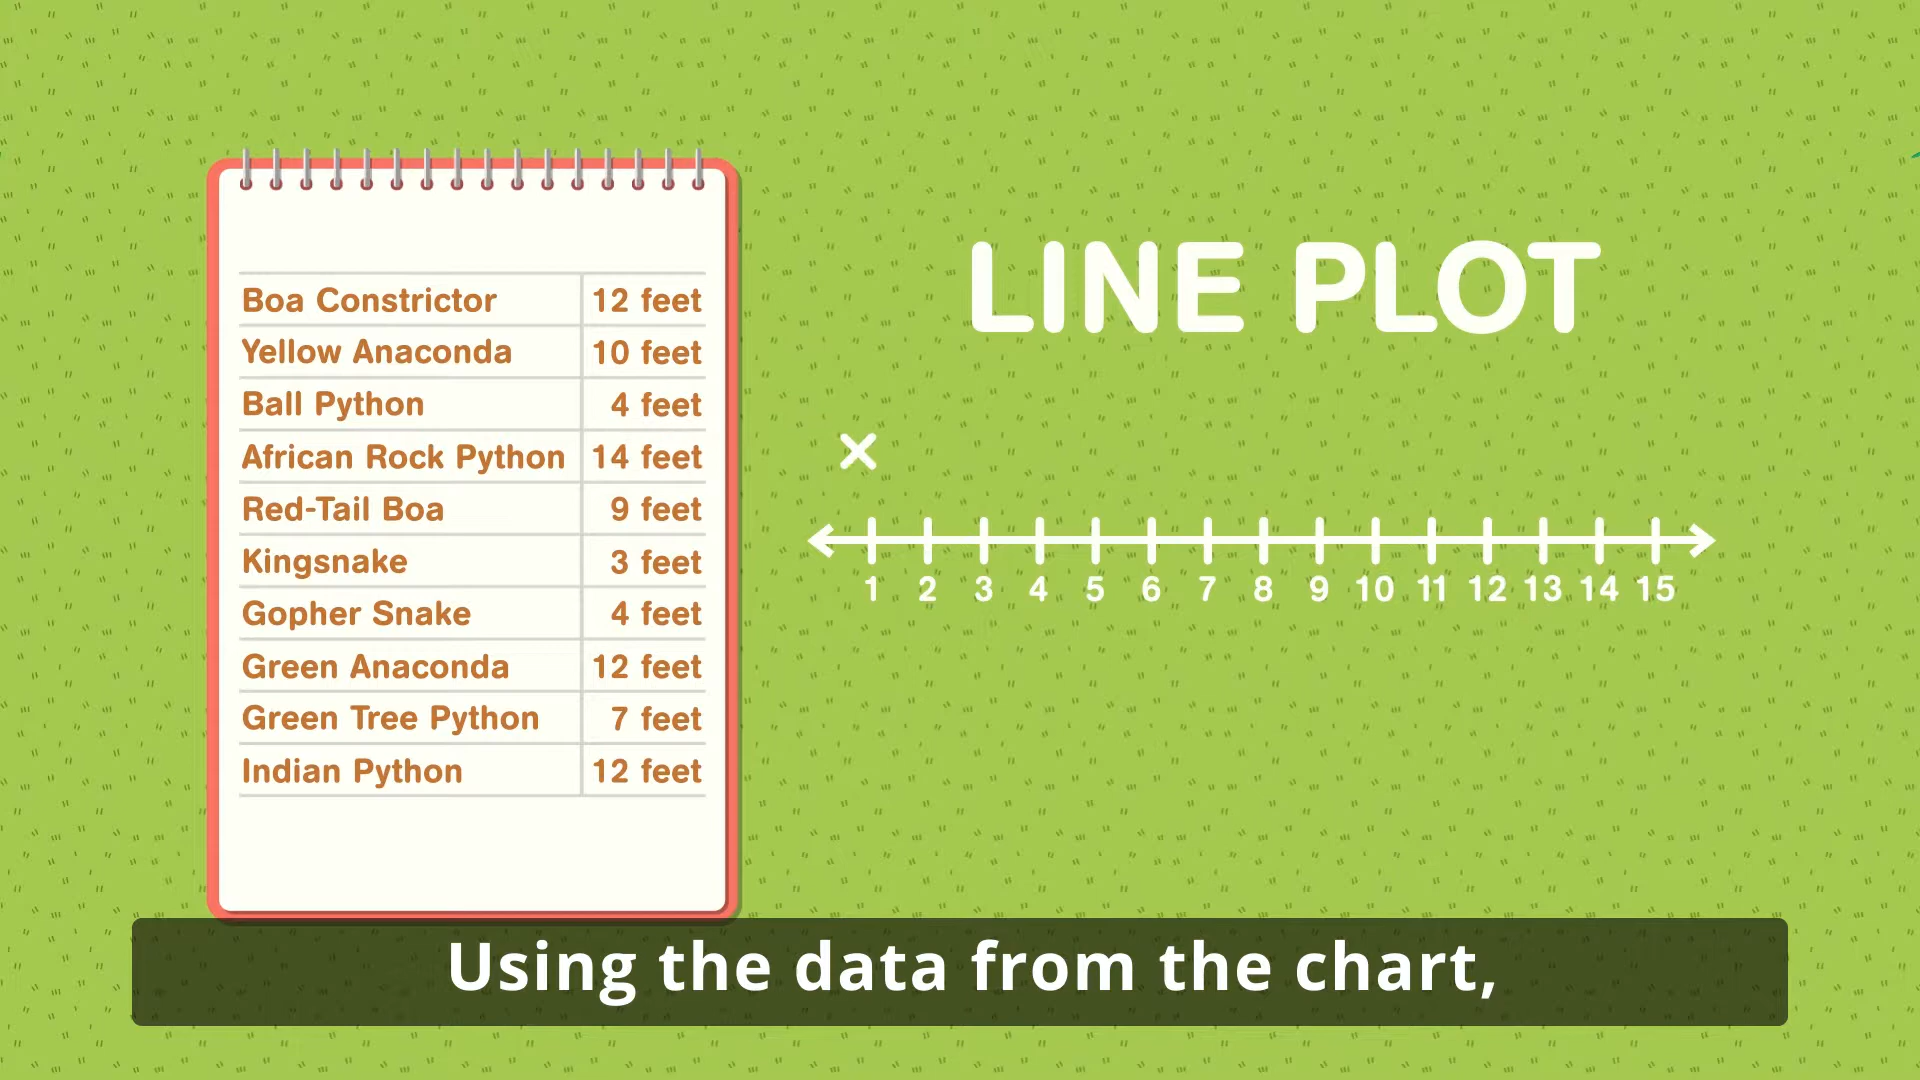 Boa Constrictor 12 feet
Yellow Anaconda 10 feet
Ball Python 4 feet
African Rock Python 14 feet
Red-Tail Boa 9 feet
Kingsnake 3 feet
Gopher Snake 4 feet
Green Anaconda 12 feet
Green Tree Python 7 feet
Indian Python 12 feet
LINE PLOT
1 2 3 4 5 6 7 8 9 10 11 12 13 14 15
Using the data from the chart,